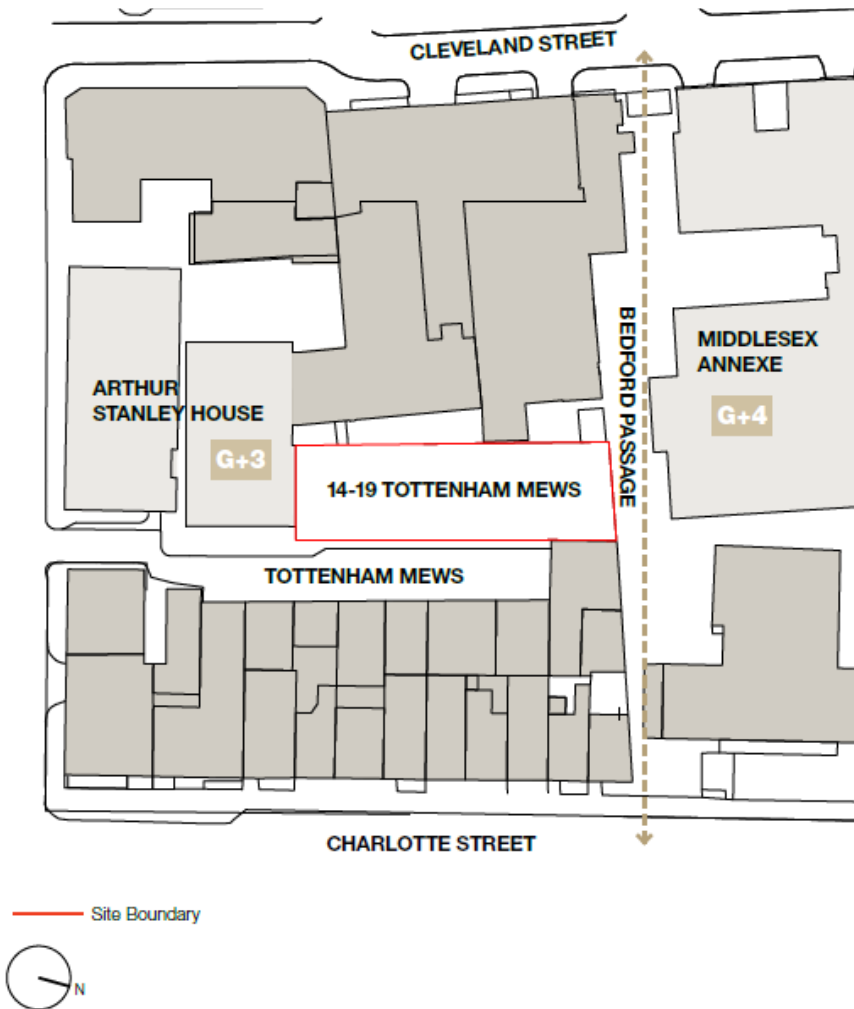 CLEVELAND STREET
BEDFORD PASSAGE
MIDDLESEX
ANNEXE
G+4
ARTHUR
STANLEY HOUSE
G+3
14-19 TOTTENHAM MEWS
TOTTENHAM MEWS
CHARLOTTE STREET
Site Boundary
N